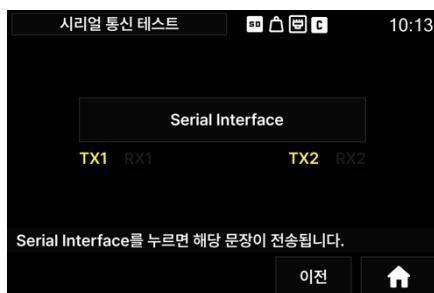 시리얼 통신 테스트 SD C 10:13
Serial Interface
TX1 RX1 TX2 RX2
Serial Interface를 누르면 해당 문장이 전송됩니다.
이전